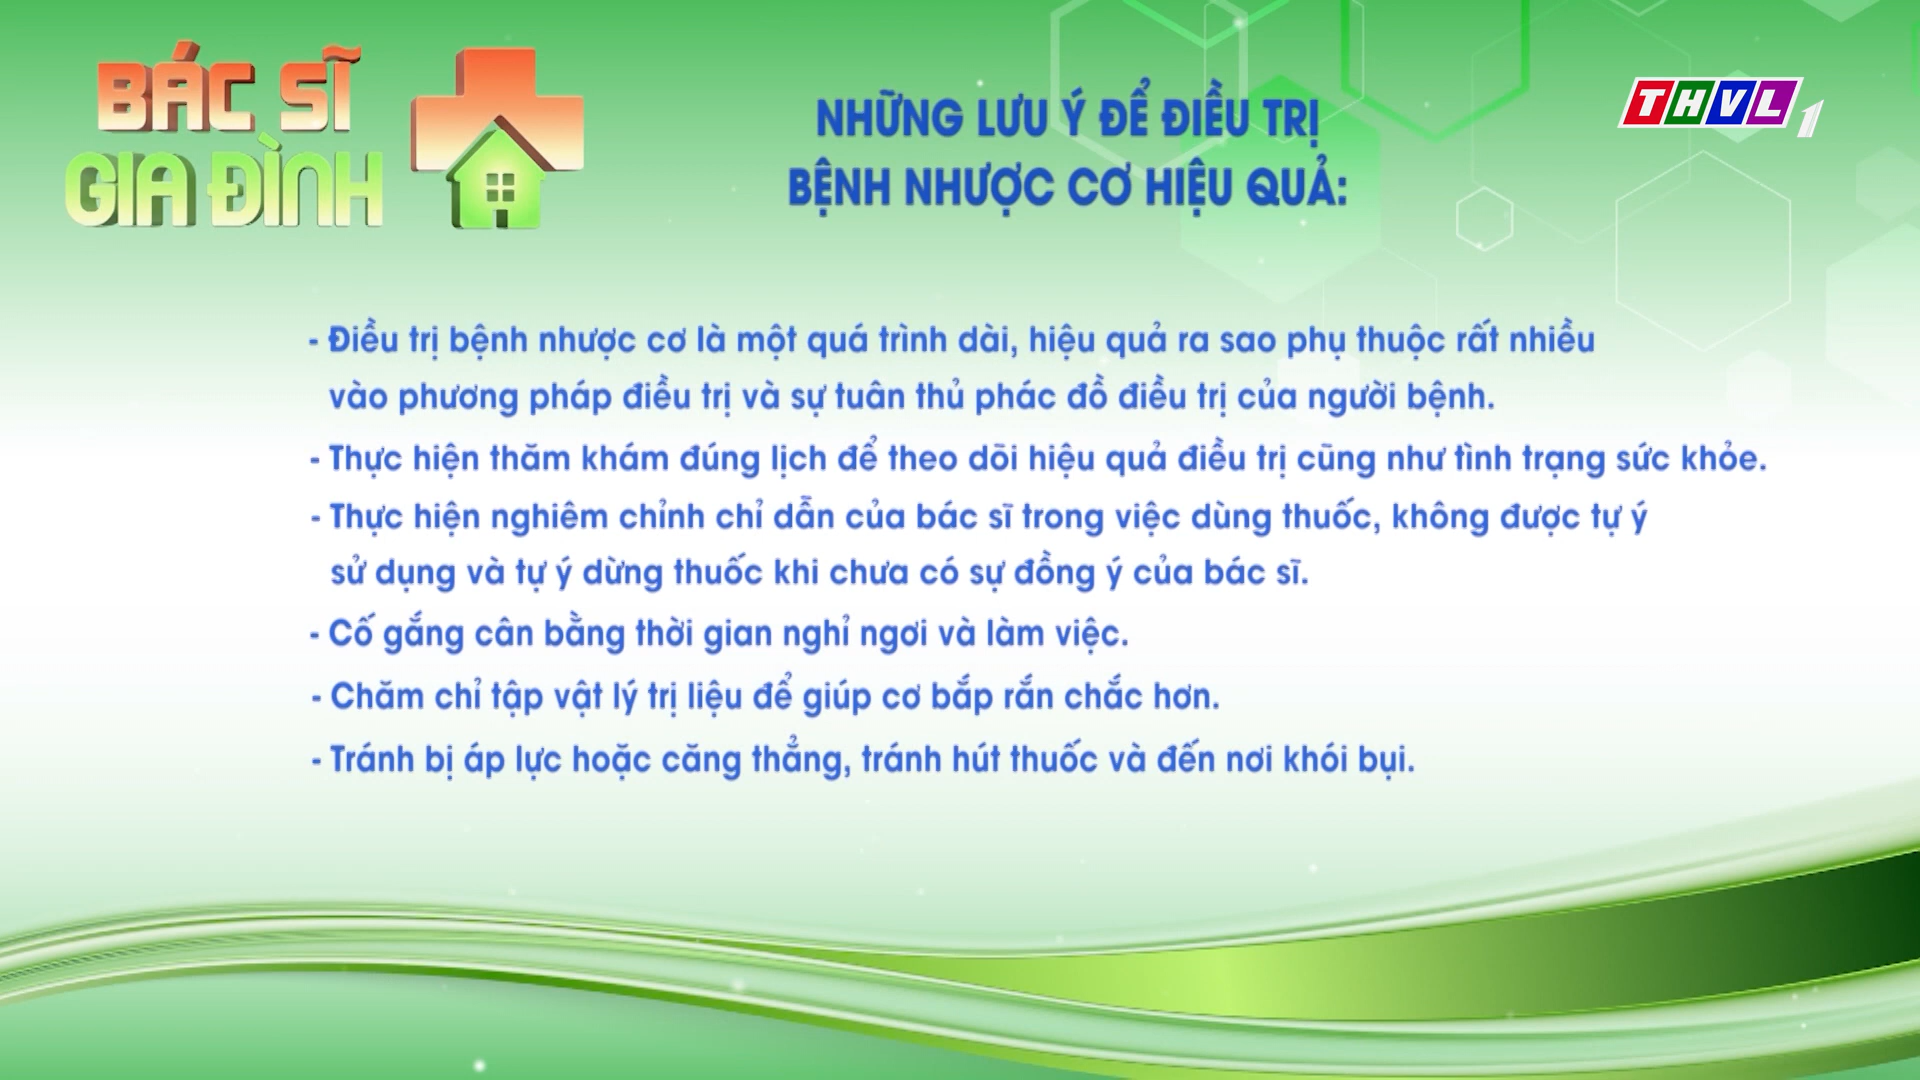 BÁC SĨ
GIA ĐÌNH
NHỮNG LƯU Ý ĐỂ ĐIỀU TRỊ
BỆNH NHƯỢC CƠ HIỆU QUẢ:
THVL 1
- Điều trị bệnh nhược cơ là một quá trình dài, hiệu quả ra sao phụ thuộc rất nhiều
vào phương pháp điều trị và sự tuân thủ phác đồ điều trị của người bệnh.
- Thực hiện thăm khám đúng lịch để theo dõi hiệu quả điều trị cũng như tình trạng sức khỏe.
- Thực hiện nghiêm chỉnh chỉ dẫn của bác sĩ trong việc dùng thuốc, không được tự ý
sử dụng và tự ý dừng thuốc khi chưa có sự đồng ý của bác sĩ.
- Cố gắng cân bằng thời gian nghỉ ngơi và làm việc.
- Chăm chỉ tập vật lý trị liệu để giúp cơ bắp rắn chắc hơn.
- Tránh bị áp lực hoặc căng thẳng, tránh hút thuốc và đến nơi khói bụi.